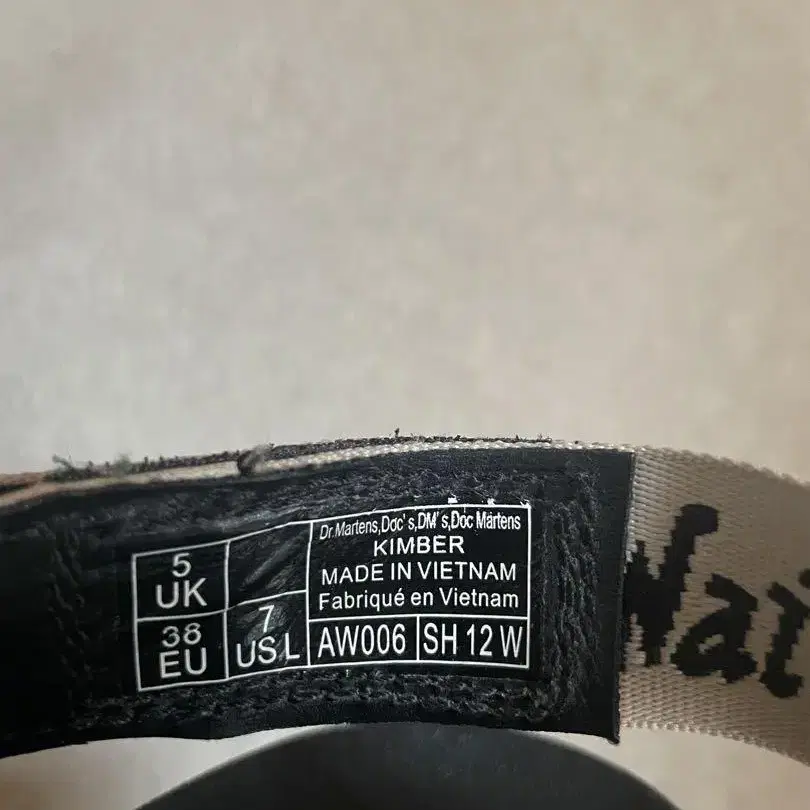 5
UK
38
EU
7
US L
Dr.Martens,Doc's,DM's,Doc Märtens
KIMBER
MADE IN VIETNAM
Fabriqué en Vietnam
AW006
SH 12 W
Wai